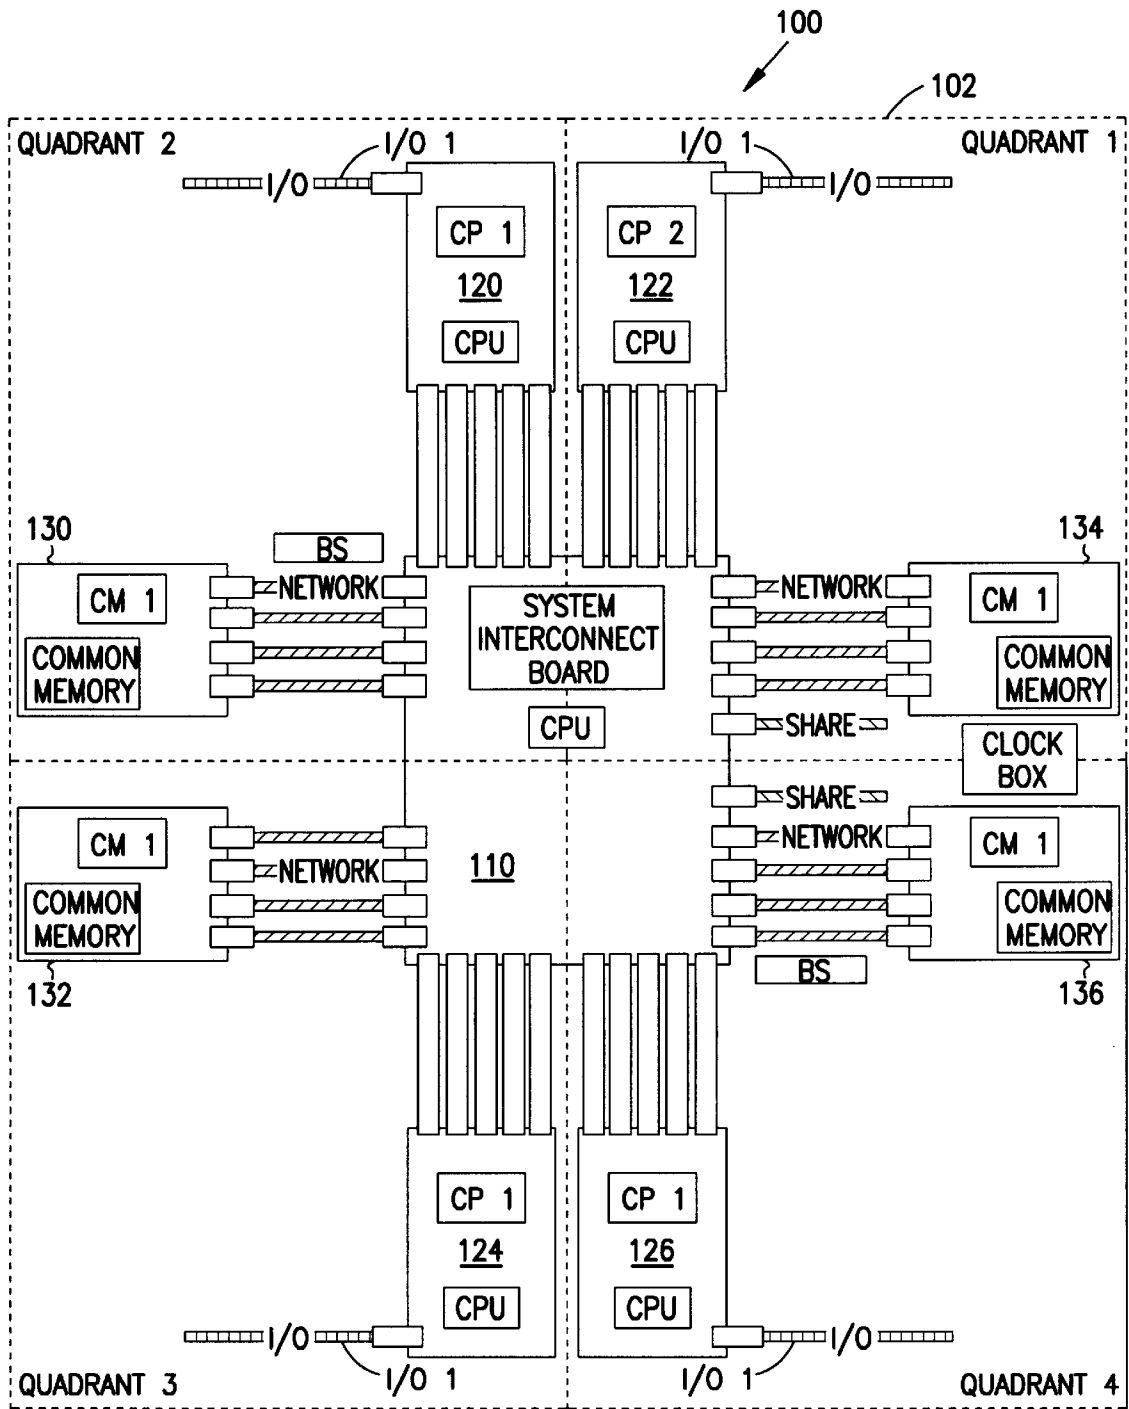 100
102
QUADRANT 2
I/O 1
I/O 1
QUADRANT 1
I/O
I/O
CP 1
CP 2
120
122
CPU
CPU
130
BS
134
CM 1
NETWORK
SYSTEM
INTERCONNECT
BOARD
NETWORK
CM 1
COMMON
MEMORY
COMMON
MEMORY
CPU
SHARE
CLOCK
BOX
SHARE
CM 1
NETWORK
110
NETWORK
CM 1
COMMON
MEMORY
COMMON
MEMORY
132
BS
136
CP 1
CP 1
124
126
CPU
CPU
I/O
I/O
QUADRANT 3
I/O 1
I/O 1
QUADRANT 4